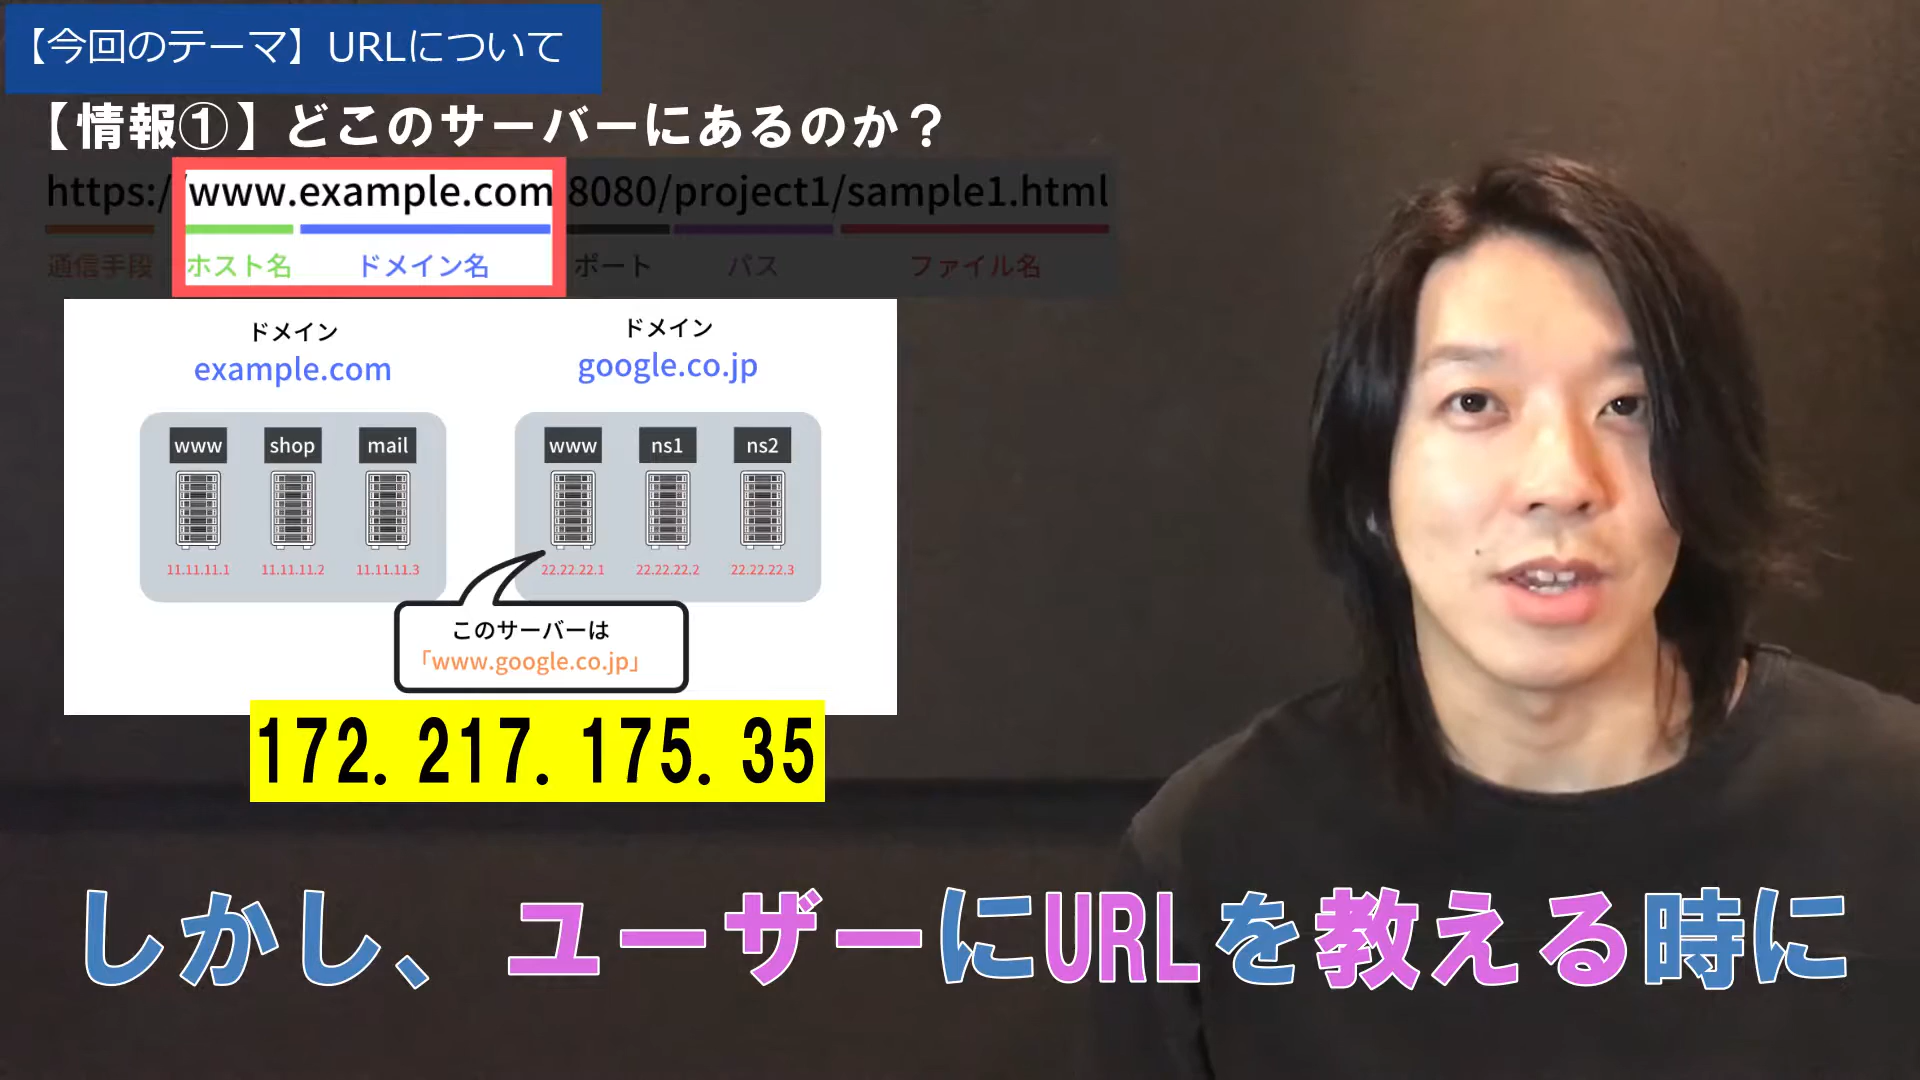 【今回のテーマ】URLについて
【情報①】どこのサーバーにあるのか？
https://www.example.com:8080/project1/sample1.html
通信手段 ホスト名 ドメイン名 ポート パス ファイル名
ドメイン ドメイン
example.com google.co.jp
www shop mail www ns1 ns2
11.11.11.1 11.11.11.2 11.11.11.3 22.22.22.1 22.22.22.2 22.22.22.3
このサーバーは
「www.google.co.jp」
172.217.175.35
しかし、ユーザーにURLを教える時に